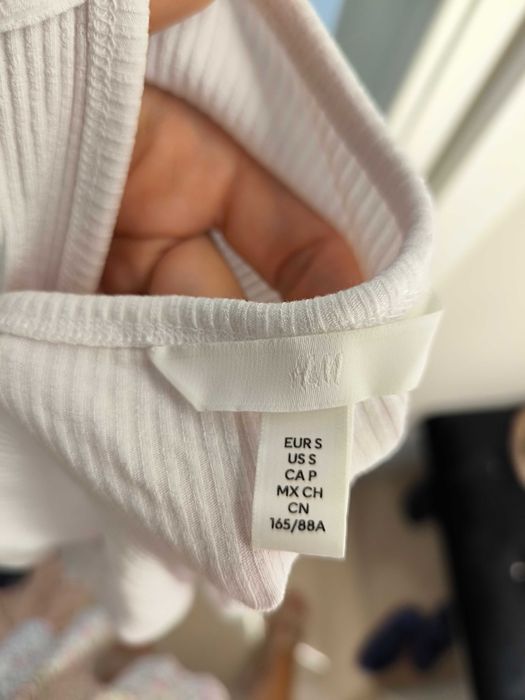 H&M
EUR S
US S
CA P
MX CH
CN
165/88A